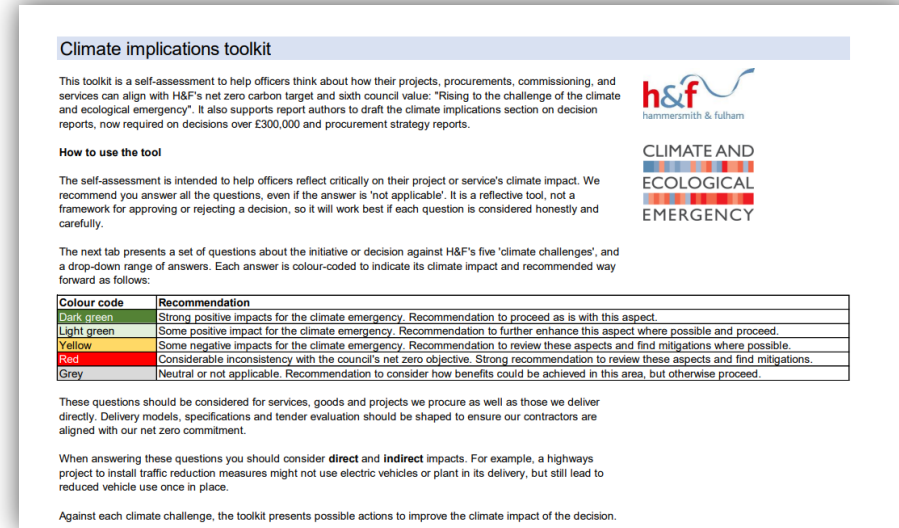 Climate implications toolkit
This toolkit is a self-assessment to help officers think about how their projects, procurements, commissioning, and
services can align with H&F's net zero carbon target and sixth council value: "Rising to the challenge of the climate
and ecological emergency". It also supports report authors to draft the climate implications section on decision
reports, now required on decisions over £300,000 and procurement strategy reports.
h&f
hammersmith & fulham
How to use the tool
CLIMATE AND
ECOLOGICAL
EMERGENCY
The self-assessment is intended to help officers reflect critically on their project or service's climate impact. We
recommend you answer all the questions, even if the answer is 'not applicable'. It is a reflective tool, not a
framework for approving or rejecting a decision, so it will work best if each question is considered honestly and
carefully.
The next tab presents a set of questions about the initiative or decision against H&F's five 'climate challenges', and
a drop-down range of answers. Each answer is colour-coded to indicate its climate impact and recommended way
forward as follows:
Colour code Recommendation
Dark green Strong positive impacts for the climate emergency. Recommendation to proceed as is with this aspect.
Light green Some positive impact for the climate emergency. Recommendation to further enhance this aspect where possible and proceed.
Yellow Some negative impacts for the climate emergency. Recommendation to review these aspects and find mitigations where possible.
Red Considerable inconsistency with the council's net zero objective. Strong recommendation to review these aspects and find mitigations.
Grey Neutral or not applicable. Recommendation to consider how benefits could be achieved in this area, but otherwise proceed.
These questions should be considered for services, goods and projects we procure as well as those we deliver
directly. Delivery models, specifications and tender evaluation should be shaped to ensure our contractors are
aligned with our net zero commitment.
When answering these questions you should consider direct and indirect impacts. For example, a highways
project to install traffic reduction measures might not use electric vehicles or plant in its delivery, but still lead to
reduced vehicle use once in place.
Against each climate challenge, the toolkit presents possible actions to improve the climate impact of the decision.